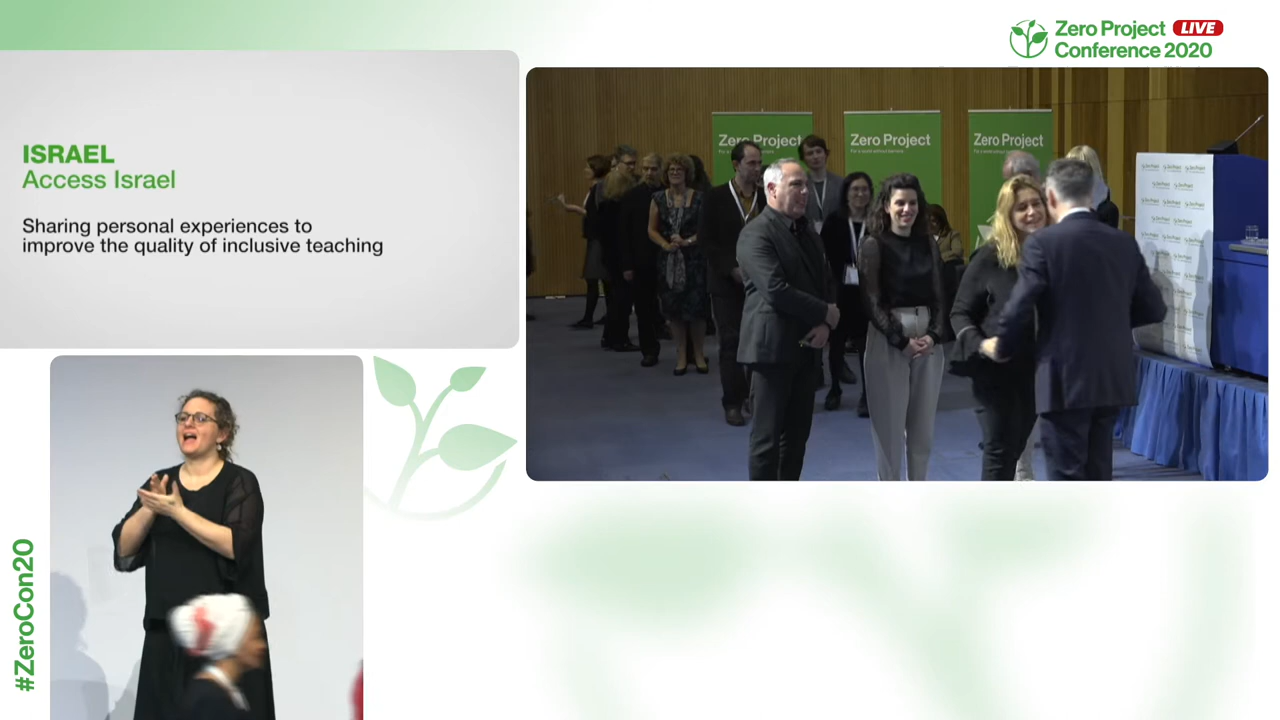 Zero Project LIVE
Conference 2020
ISRAEL
Access Israel
Sharing personal experiences to
improve the quality of inclusive teaching
Zero Project
Zero Project
Zero Project
#ZeroCon20